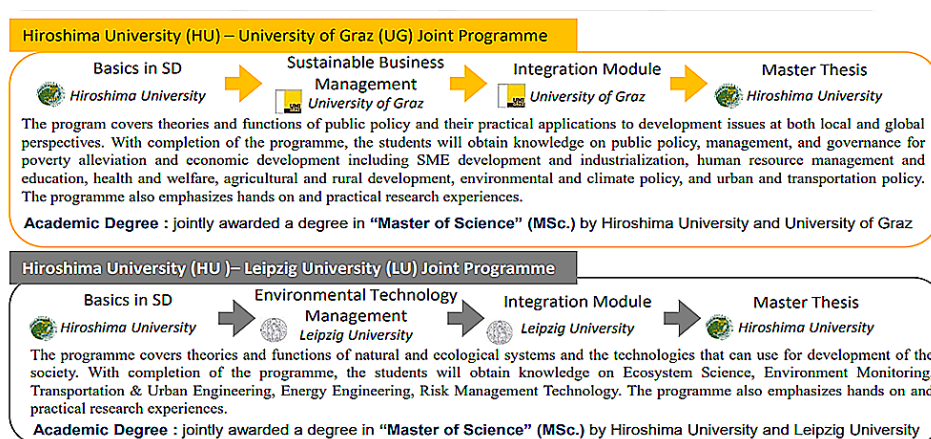 Hiroshima University (HU) – University of Graz (UG) Joint Programme
Basics in SD
Hiroshima University
Sustainable Business
Management
University of Graz
Integration Module
University of Graz
Master Thesis
Hiroshima University
The program covers theories and functions of public policy and their practical applications to development issues at both local and global
perspectives. With completion of the programme, the students will obtain knowledge on public policy, management, and governance for
poverty alleviation and economic development including SME development and industrialization, human resource management and
education, health and welfare, agricultural and rural development, environmental and climate policy, and urban and transportation policy.
The programme also emphasizes hands on and practical research experiences.
Academic Degree : jointly awarded a degree in “Master of Science” (MSc.) by Hiroshima University and University of Graz
Hiroshima University (HU )– Leipzig University (LU) Joint Programme
Basics in SD
Hiroshima University
Environmental Technology
Management
Leipzig University
Integration Module
Leipzig University
Master Thesis
Hiroshima University
The programme covers theories and functions of natural and ecological systems and the technologies that can use for development of the
society. With completion of the programme, the students will obtain knowledge on Ecosystem Science, Environment Monitoring
Transportation & Urban Engineering, Energy Engineering, Risk Management Technology. The programme also emphasizes hands on and
practical research experiences.
Academic Degree : jointly awarded a degree in “Master of Science” (MSc.) by Hiroshima University and Leipzig University